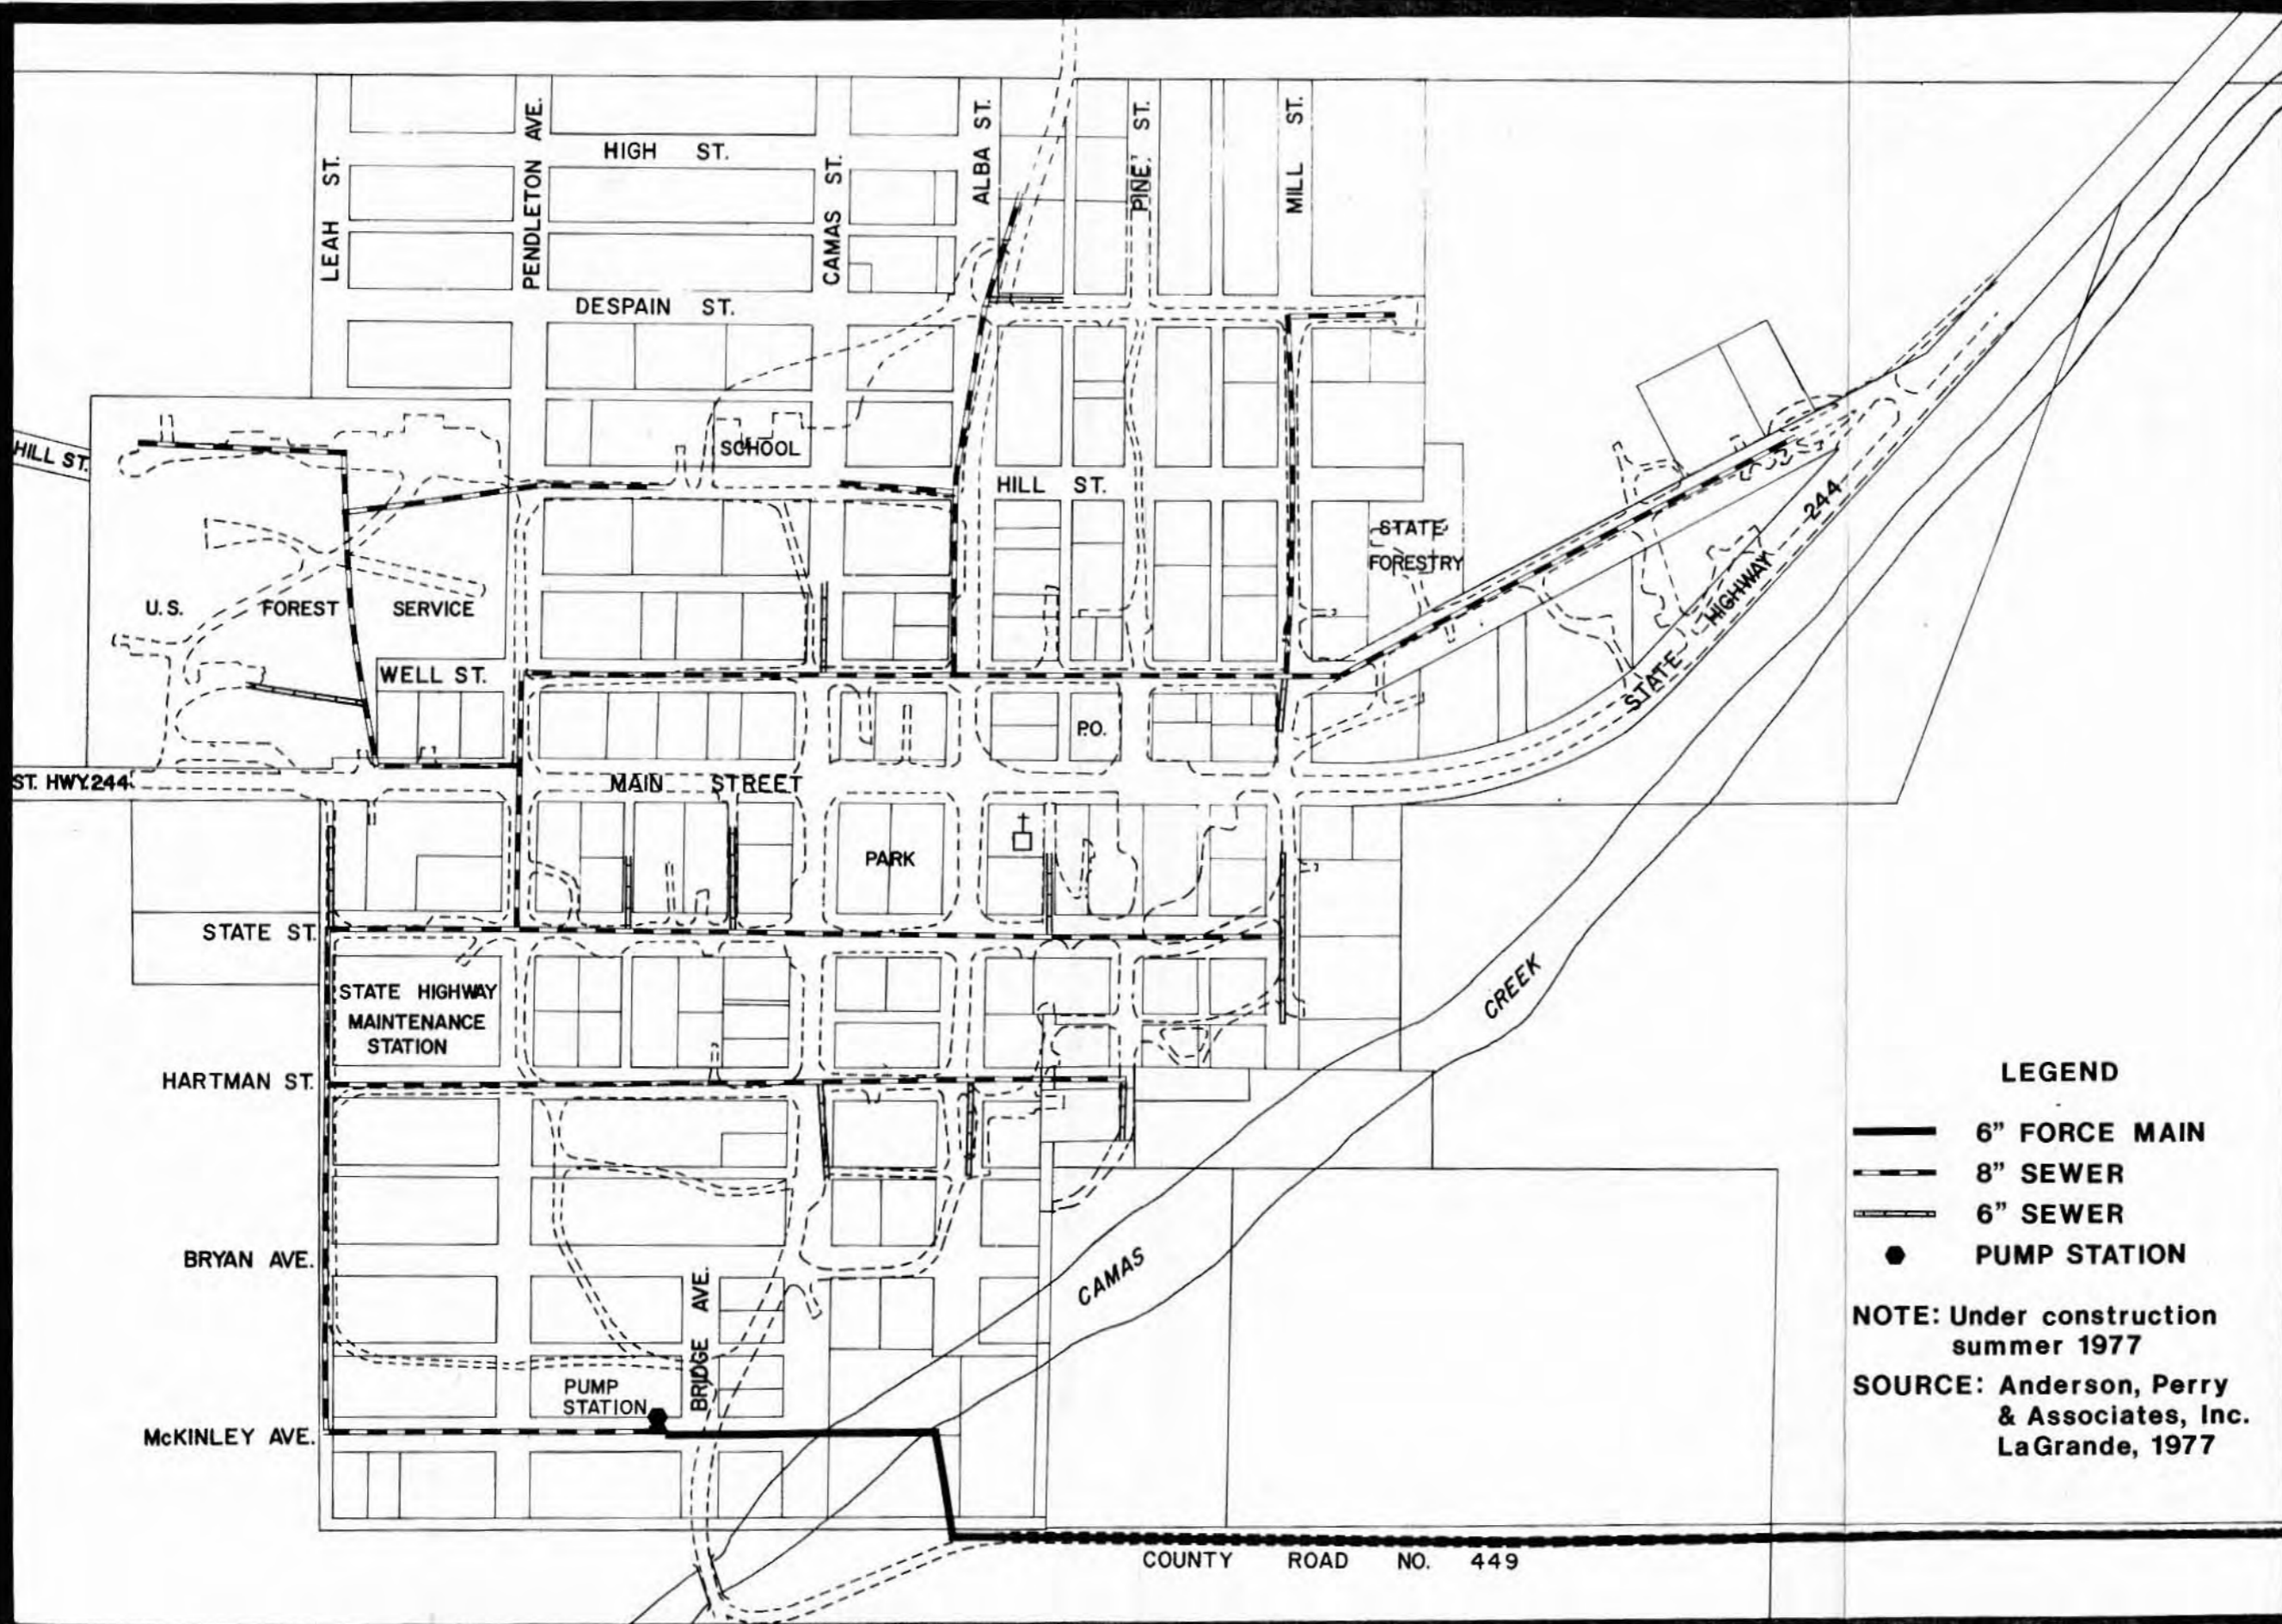 LEAH ST.
PENDLETON AVE.
HIGH ST.
CAMAS ST.
ALBA ST.
PINE ST.
MILL ST.
DESPAIN ST.
HILL ST.
SCHOOL
HILL ST.
STATE
FORESTRY
U.S. FOREST SERVICE
WELL ST.
STATE HIGHWAY 244
P.O.
ST. HWY. 244
MAIN STREET
PARK
STATE ST.
STATE HIGHWAY
MAINTENANCE
STATION
HARTMAN ST.
BRYAN AVE.
BRIDGE AVE.
CAMAS CREEK
PUMP
STATION
McKINLEY AVE.
COUNTY ROAD NO. 449
LEGEND
6” FORCE MAIN
8” SEWER
6” SEWER
PUMP STATION
NOTE: Under construction
summer 1977
SOURCE: Anderson, Perry
& Associates, Inc.
LaGrande, 1977